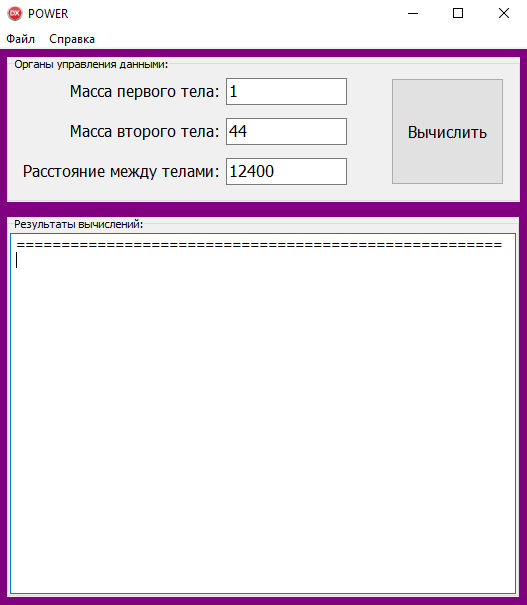 POWER
Файл Справка
Органы управления данными:
Масса первого тела: 1
Масса второго тела: 44
Вычислить
Расстояние между телами: 12400
Результаты вычислений:
======================================================